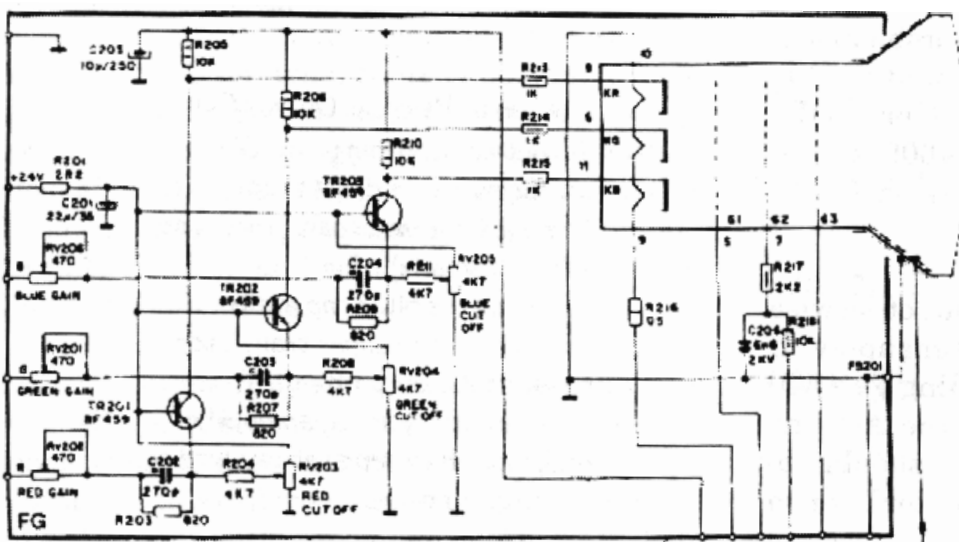 C205
10μ/250
R205
10K
R206
10K
R210
10K
R213
1K
R214
1K
R215
1K
9
6
11
10
KR
KG
KB
9
G1
G2
G3
5
7
+24V
R201
2R2
C201
22μ/35
TR203
BF459
RV206
470
B
BLUE GAIN
TR202
BF459
C204
270p
R209
820
R211
4K7
RV205
4K7
BLUE
CUT
OFF
R216
R217
2K2
C206
6n8
2KV
R218
10K
FS201
RV201
470
G
GREEN GAIN
C203
270p
R207
820
R208
4K7
RV204
4K7
GREEN
CUT OFF
TR201
BF459
RV202
470
R
RED GAIN
C202
270p
R203
820
R204
4K7
RV203
4K7
RED
CUT OFF
FG